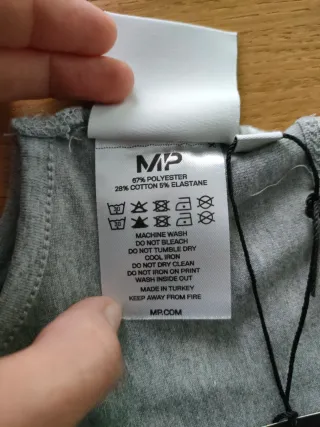 MP
67% POLYESTER
28% COTTON 5% ELASTANE
30
30
MACHINE WASH
DO NOT BLEACH
DO NOT TUMBLE DRY
COOL IRON
DO NOT DRY CLEAN
DO NOT IRON ON PRINT
WASH INSIDE OUT
MADE IN TURKEY
KEEP AWAY FROM FIRE
MP.COM